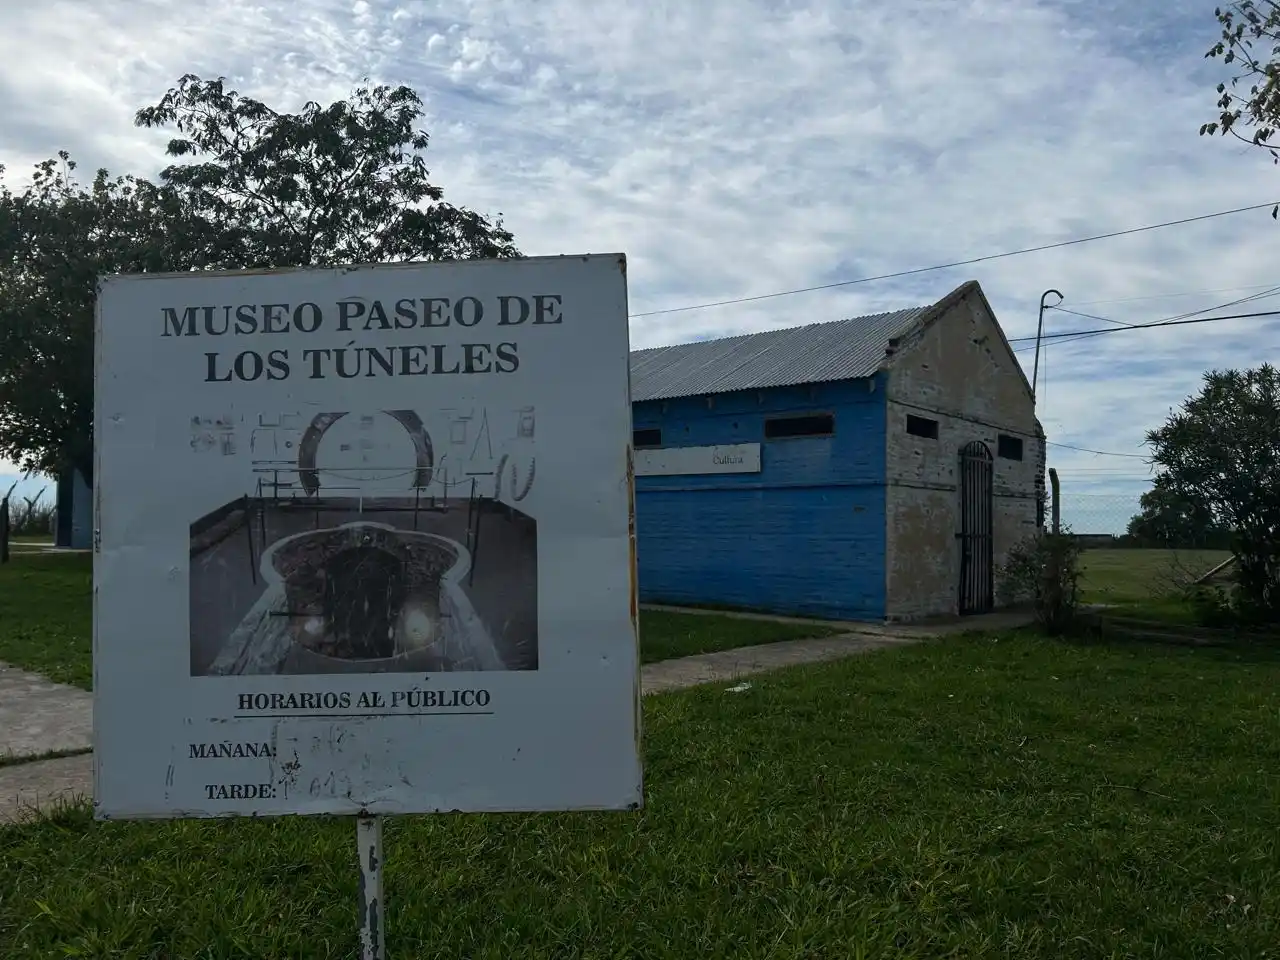 MUSEO PASEO DE
LOS TÚNELES
HORARIOS AL PÚBLICO
MAÑANA:
TARDE:
Cultura